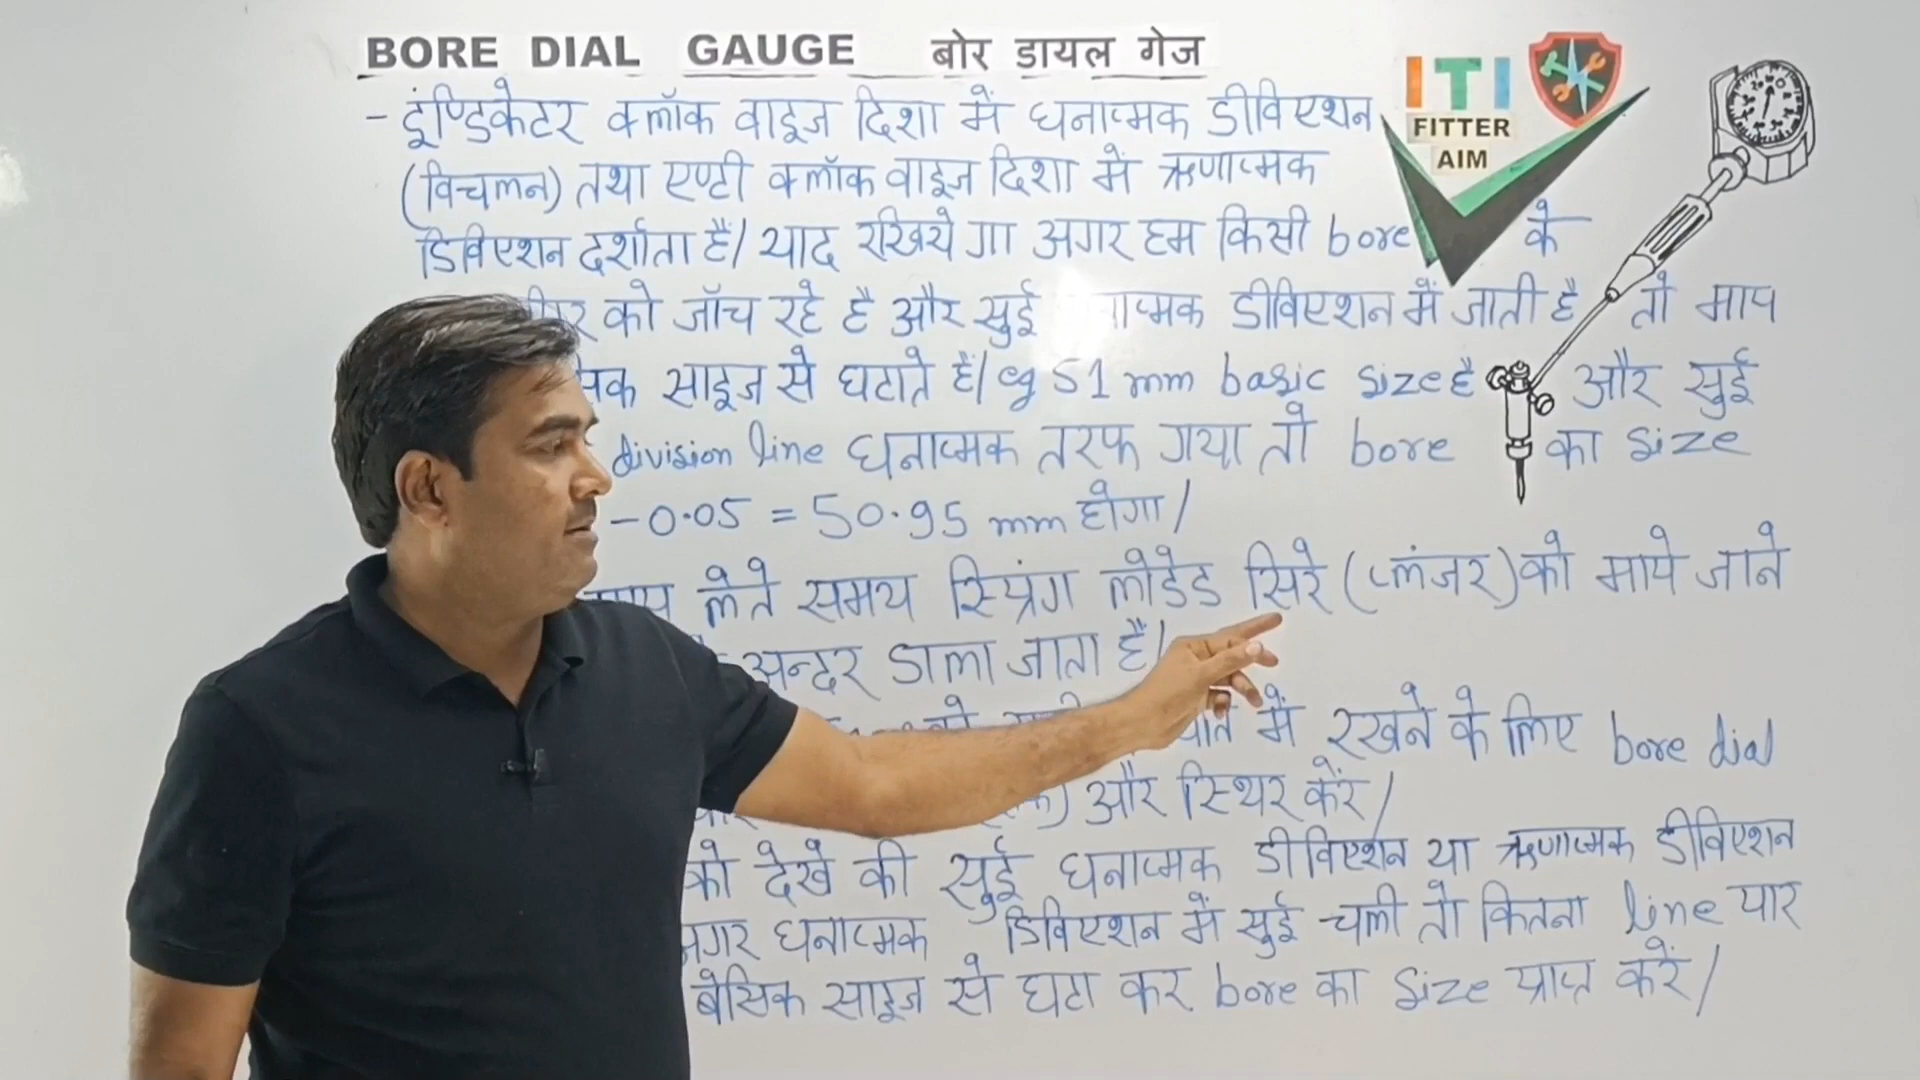 BORE DIAL GAUGE बोर डायल गेज
ITI
FITTER
AIM
- इण्डिकेटर क्लॉक वाइज दिशा में धनात्मक डीविएशन
(विचलन) तथा एण्टी क्लॉक वाइज दिशा में ऋणात्मक
डिविएशन दर्शाता है/ याद रखिये गा अगर हम किसी bore के
को जॉच रहे है और सुई डीविएशन में जाती है तो माप
साइज से घटाते हैं/ eg 51 mm basic size है और सुई
division line धनात्मक तरफ गया तो bore का size
-0.05 = 50.95 mm होगा/
लेते समय स्प्रिंग लोडेड सिरे (प्लंजर) को मापे जाने
अन्दर डाला जाता है/
में रखने के लिए bore dial
और स्थिर करें/
को देखे की सुई धनात्मक डीविएशन या ऋणात्मक डीविएशन
अगर धनात्मक डिविएशन में सुई चली तो कितना line पार
बेसिक साइज से घटा कर bore का size प्राप्त करें/